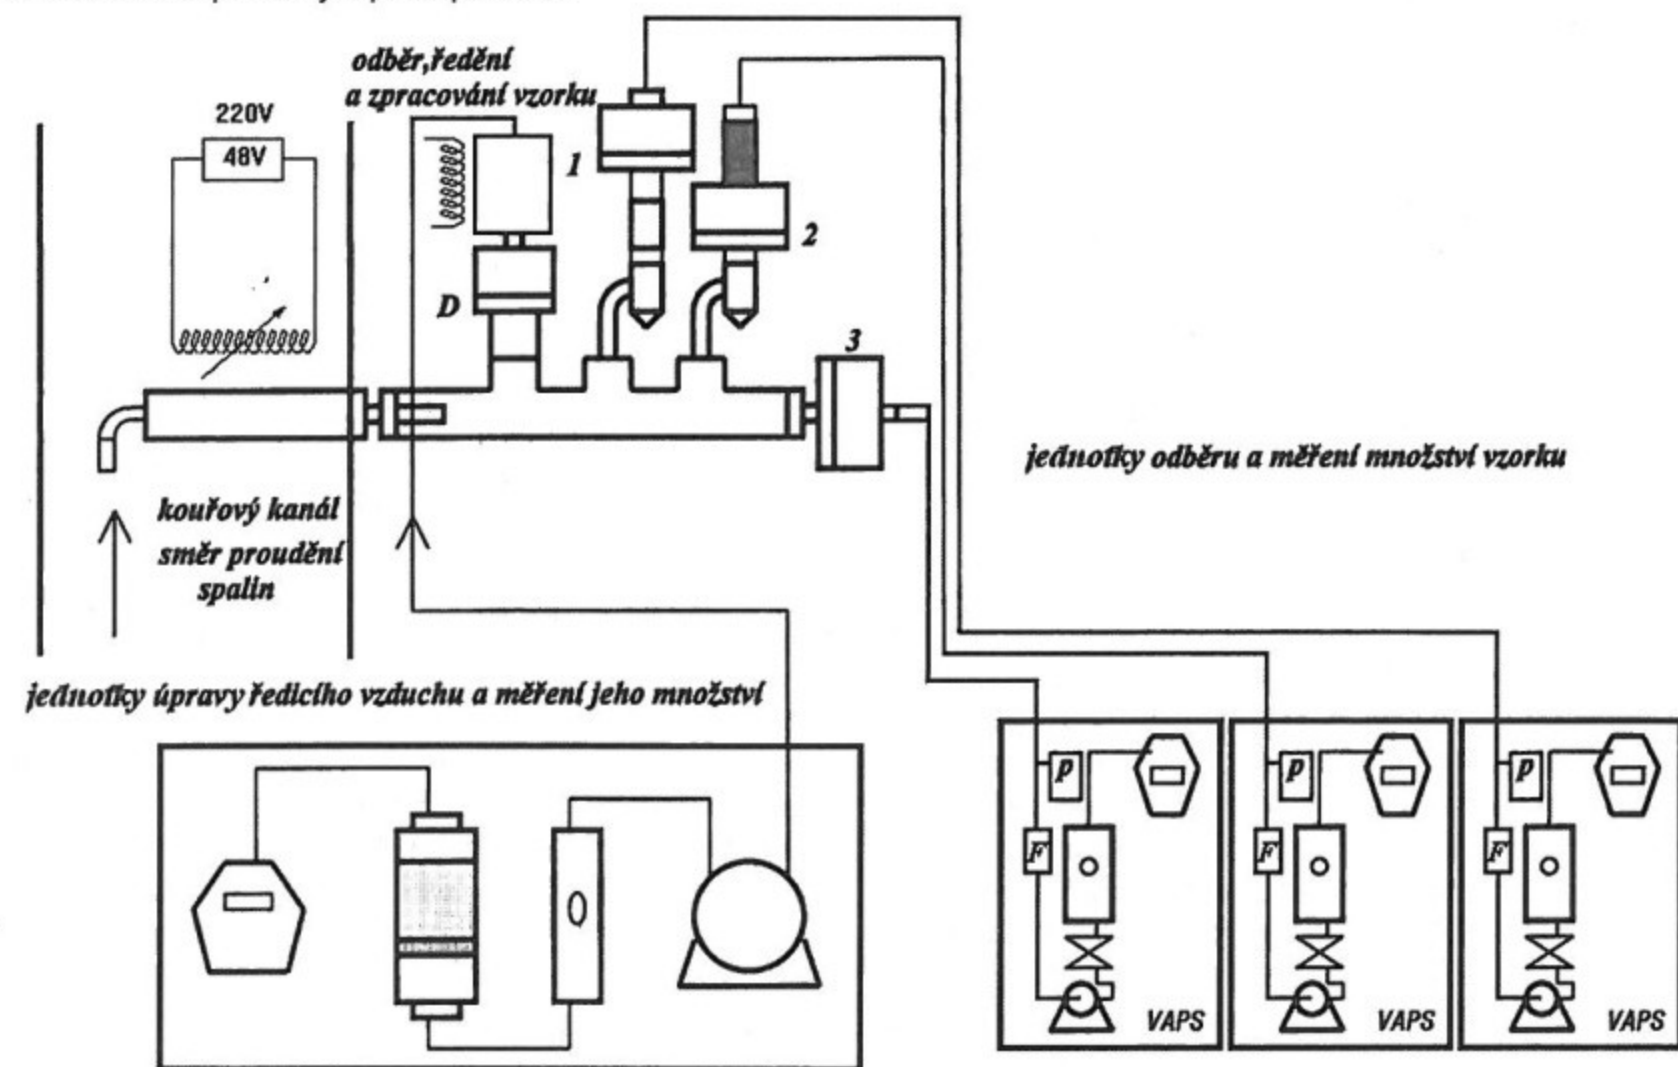 odběr,ředění
a zpracování vzorku
220V
48V
1
2
D
3
jednotky odběru a měření množství vzorku
kouřový kanál
směr proudění
spalin
jednotky úpravy ředicího vzduchu a měření jeho množství
p
p
p
F
F
F
VAPS
VAPS
VAPS